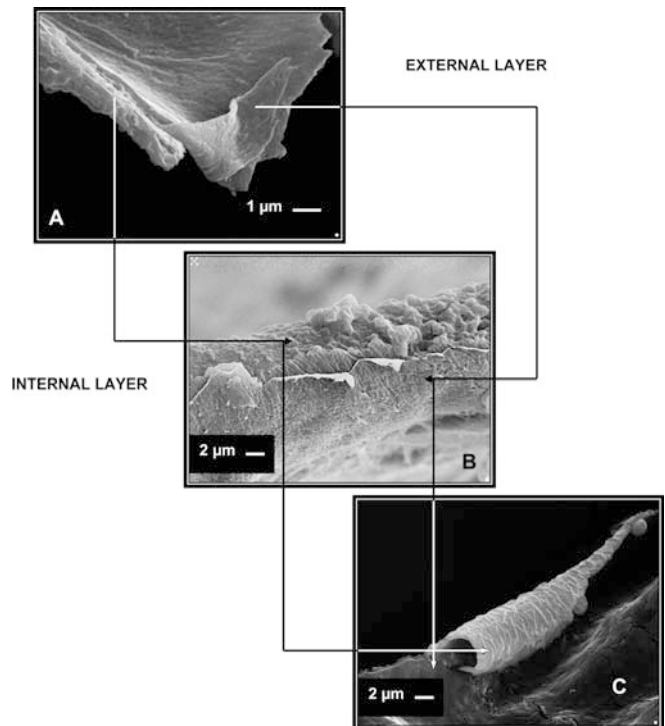 EXTERNAL LAYER
1 µm
A
INTERNAL LAYER
2 µm
B
2 µm
C